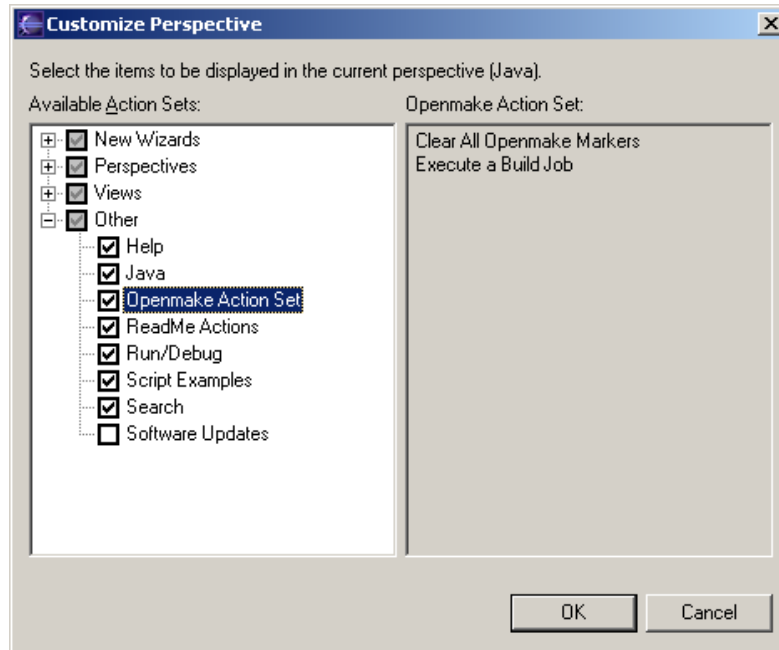 Customize Perspective
Select the items to be displayed in the current perspective (Java).
Available Action Sets:
New Wizards
Perspectives
Views
Other
Help
Java
Openmake Action Set
ReadMe Actions
Run/Debug
Script Examples
Search
Software Updates
Openmake Action Set:
Clear All Openmake Markers
Execute a Build Job
OK
Cancel